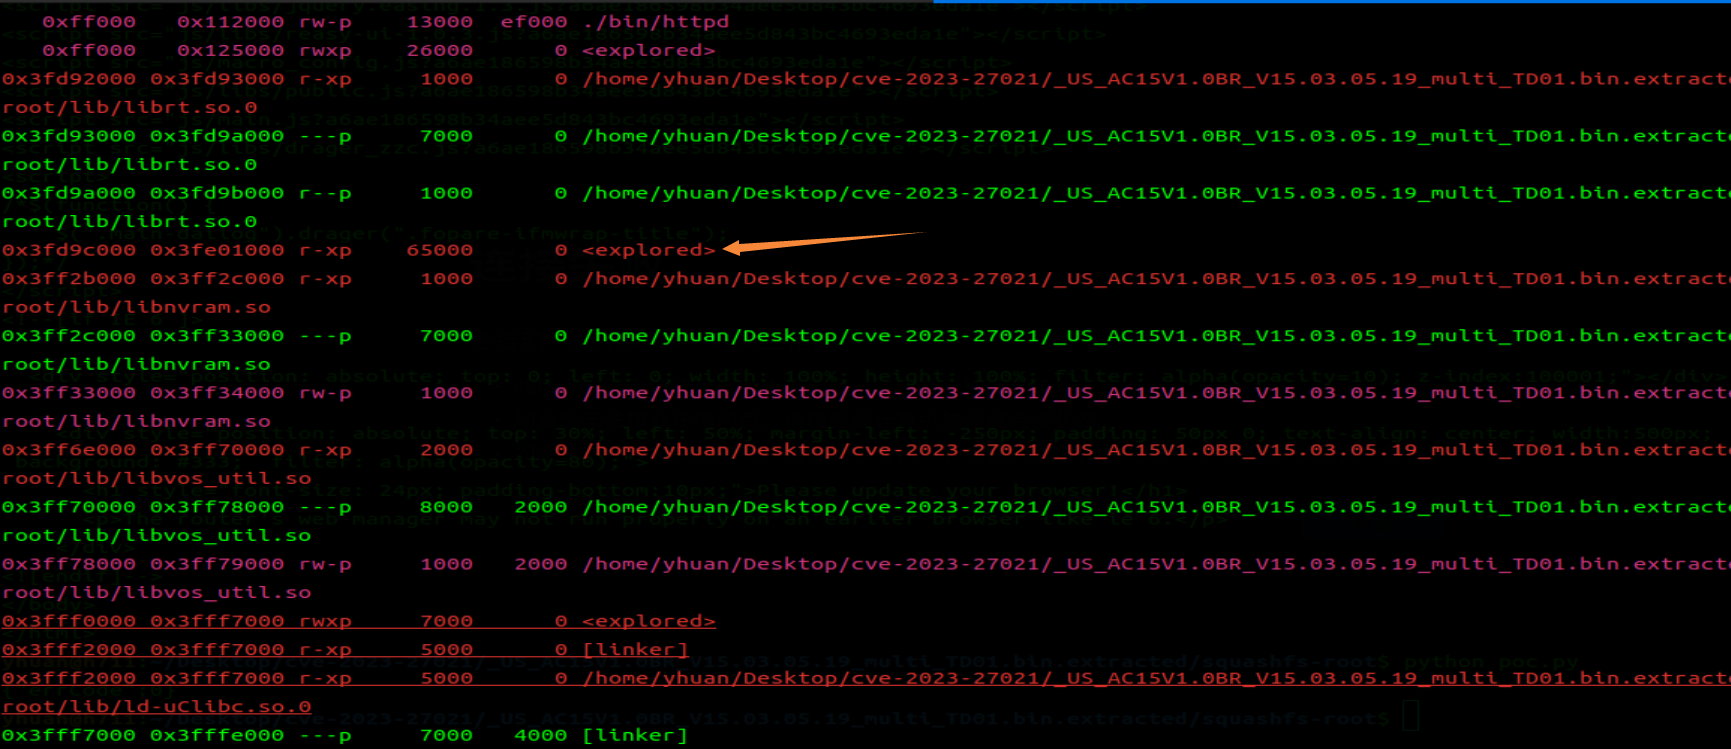 0xff000 0x112000 rw-p 13000 ef000 ./bin/httpd
0xff000 0x125000 rwxp 26000 0 <explored>
0x3fd92000 0x3fd93000 r-xp 1000 0 /home/yhuan/Desktop/cve-2023-27021/_US_AC15V1.0BR_V15.03.05.19_multi_TD01.bin.extract
root/lib/librt.so.0
0x3fd93000 0x3fd9a000 ---p 7000 0 /home/yhuan/Desktop/cve-2023-27021/_US_AC15V1.0BR_V15.03.05.19_multi_TD01.bin.extract
root/lib/librt.so.0
0x3fd9a000 0x3fd9b000 r--p 1000 0 /home/yhuan/Desktop/cve-2023-27021/_US_AC15V1.0BR_V15.03.05.19_multi_TD01.bin.extract
root/lib/librt.so.0
0x3fd9c000 0x3fe01000 r-xp 65000 0 <explored>
0x3ff2b000 0x3ff2c000 r-xp 1000 0 /home/yhuan/Desktop/cve-2023-27021/_US_AC15V1.0BR_V15.03.05.19_multi_TD01.bin.extract
root/lib/libnvram.so
0x3ff2c000 0x3ff33000 ---p 7000 0 /home/yhuan/Desktop/cve-2023-27021/_US_AC15V1.0BR_V15.03.05.19_multi_TD01.bin.extract
root/lib/libnvram.so
0x3ff33000 0x3ff34000 rw-p 1000 0 /home/yhuan/Desktop/cve-2023-27021/_US_AC15V1.0BR_V15.03.05.19_multi_TD01.bin.extract
root/lib/libnvram.so
0x3ff6e000 0x3ff70000 r-xp 2000 0 /home/yhuan/Desktop/cve-2023-27021/_US_AC15V1.0BR_V15.03.05.19_multi_TD01.bin.extract
root/lib/libvos_util.so
0x3ff70000 0x3ff78000 ---p 8000 2000 /home/yhuan/Desktop/cve-2023-27021/_US_AC15V1.0BR_V15.03.05.19_multi_TD01.bin.extract
root/lib/libvos_util.so
0x3ff78000 0x3ff79000 rw-p 1000 2000 /home/yhuan/Desktop/cve-2023-27021/_US_AC15V1.0BR_V15.03.05.19_multi_TD01.bin.extract
root/lib/libvos_util.so
0x3fff0000 0x3fff7000 rwxp 7000 0 <explored>
0x3fff2000 0x3fff7000 r-xp 5000 0 [linker]
0x3fff2000 0x3fff7000 r-xp 5000 0 /home/yhuan/Desktop/cve-2023-27021/_US_AC15V1.0BR_V15.03.05.19_multi_TD01.bin.extract
root/lib/ld-uClibc.so.0
0x3fff7000 0x3fffe000 ---p 7000 4000 [linker]